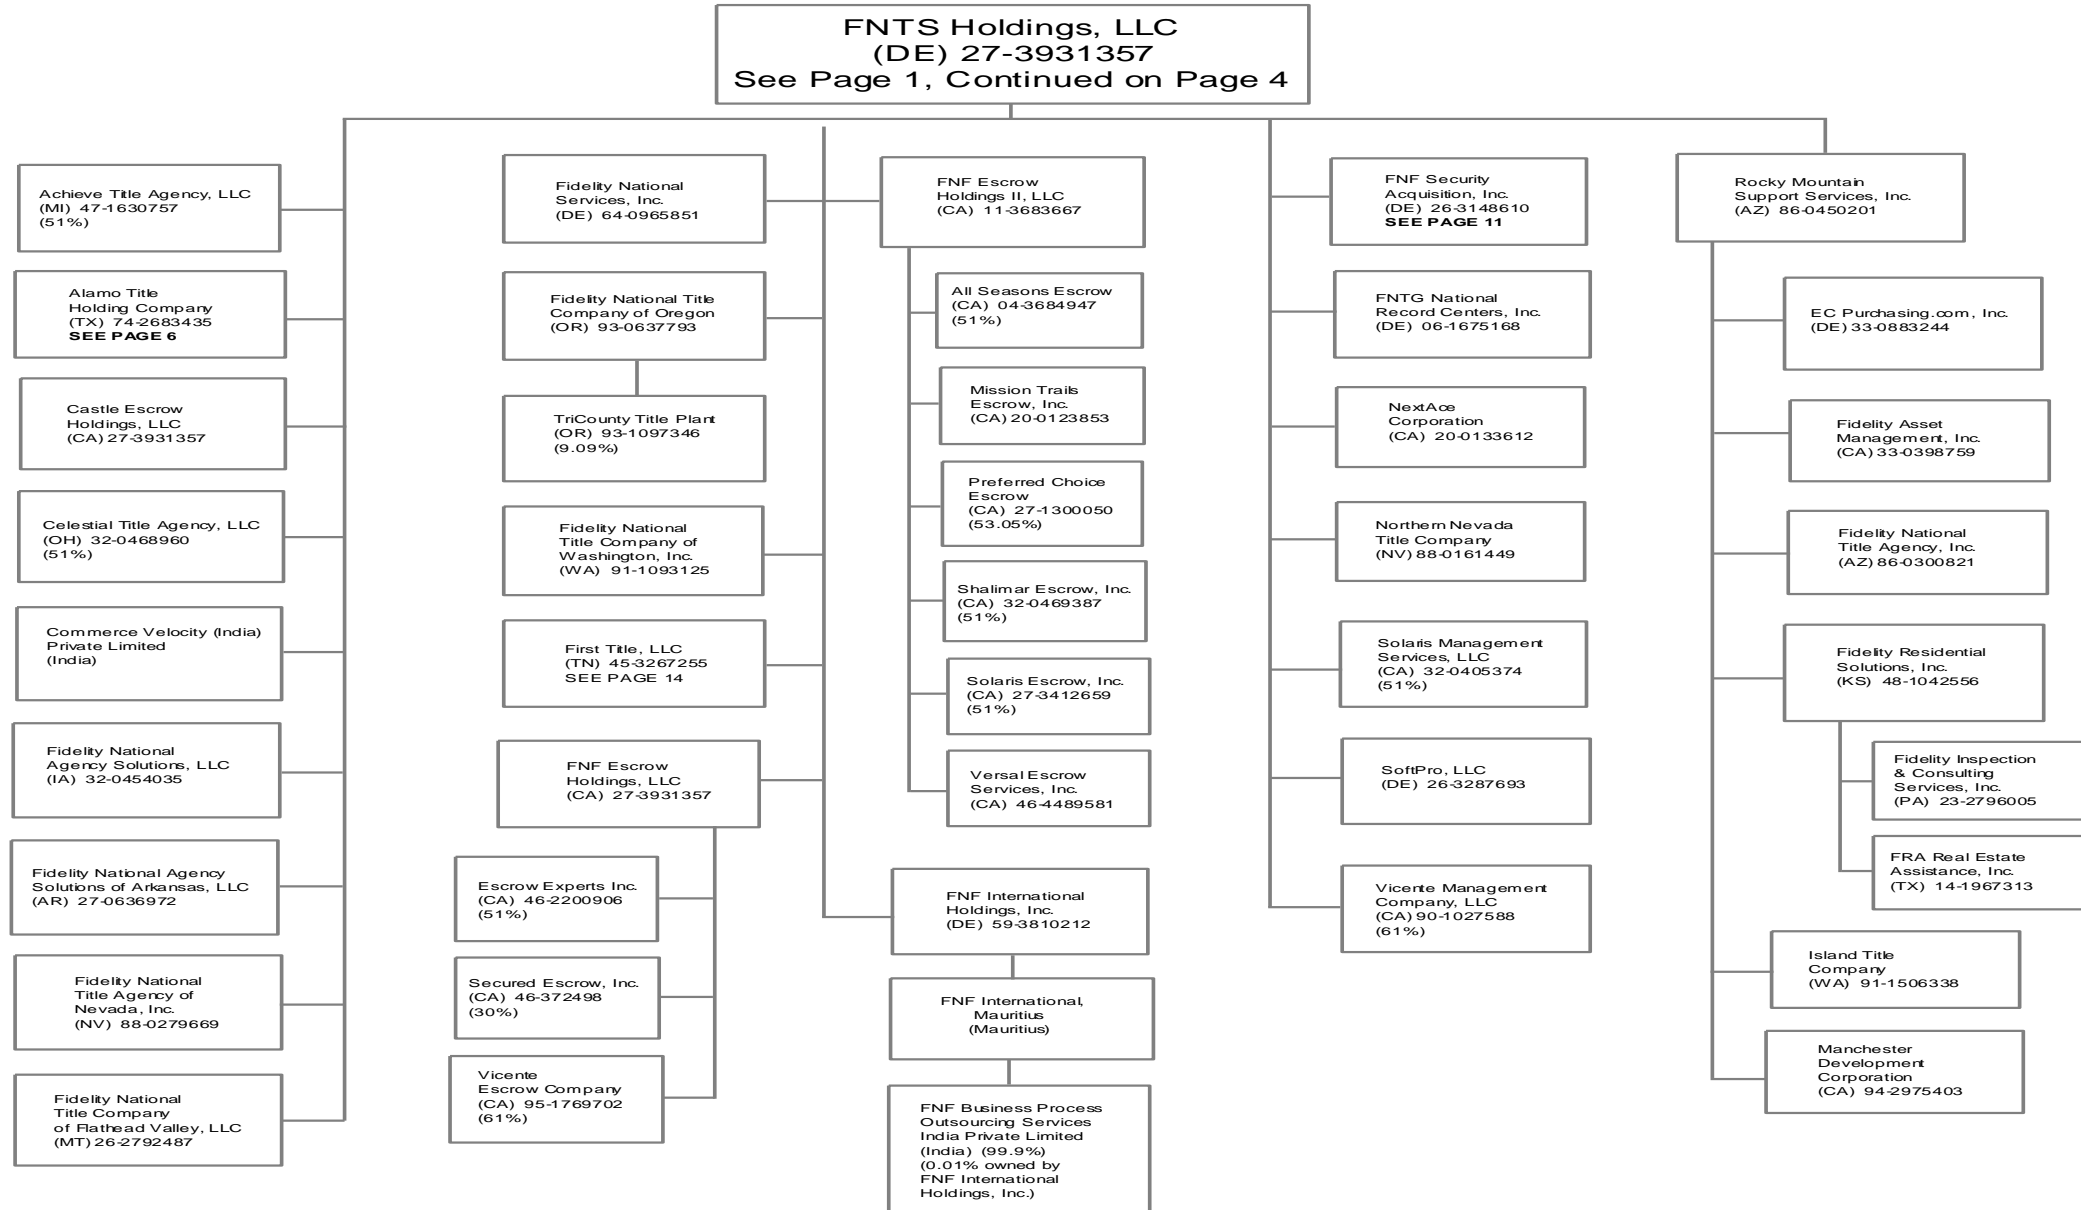 FNTS Holdings, LLC
(DE) 27-3931357
See Page 1, Continued on Page 4
Achieve Title Agency, LLC
(MI) 47-1630757
(51%)
Alamo Title
Holding Company
(TX) 74-2683435
SEE PAGE 6
Castle Escrow
Holdings, LLC
(CA) 27-3931357
Celestial Title Agency, LLC
(OH) 32-0468960
(51%)
Commerce Velocity (India)
Private Limited
(India)
Fidelity National
Agency Solutions, LLC
(IA) 32-0454035
Fidelity National Agency
Solutions of Arkansas, LLC
(AR) 27-0636972
Fidelity National
Title Agency of
Nevada, Inc.
(NV) 88-0279669
Fidelity National
Title Company
of Flathead Valley, LLC
(MT) 26-2792487
Fidelity National
Services, Inc.
(DE) 64-0965851
Fidelity National Title
Company of Oregon
(OR) 93-0637793
TriCounty Title Plant
(OR) 93-1097346
(9.09%)
Fidelity National
Title Company of
Washington, Inc.
(WA) 91-1093125
First Title, LLC
(TN) 45-3267255
SEE PAGE 14
FNF Escrow
Holdings, LLC
(CA) 27-3931357
Escrow Experts Inc.
(CA) 46-2200906
(51%)
Secured Escrow, Inc.
(CA) 46-372498
(30%)
Vicente
Escrow Company
(CA) 95-1769702
(61%)
FNF Escrow
Holdings II, LLC
(CA) 11-3683667
All Seasons Escrow
(CA) 04-3684947
(51%)
Mission Trails
Escrow, Inc.
(CA) 20-0123853
Preferred Choice
Escrow
(CA) 27-1300050
(53.05%)
Shalimar Escrow, Inc.
(CA) 32-0469387
(51%)
Solaris Escrow, Inc.
(CA) 27-3412659
(51%)
Versal Escrow
Services, Inc.
(CA) 46-4489581
FNF International
Holdings, Inc.
(DE) 59-3810212
FNF International,
Mauritius
(Mauritius)
FNF Business Process
Outsourcing Services
India Private Limited
(India) (99.9%)
(0.01% owned by
FNF International
Holdings, Inc.)
FNF Security
Acquisition, Inc.
(DE) 26-3148610
SEE PAGE 11
FNTG National
Record Centers, Inc.
(DE) 06-1675168
NextAce
Corporation
(CA) 20-0133612
Northern Nevada
Title Company
(NV) 88-0161449
Solaris Management
Services, LLC
(CA) 32-0405374
(51%)
SoftPro, LLC
(DE) 26-3287693
Vicente Management
Company, LLC
(CA) 90-1027588
(61%)
Rocky Mountain
Support Services, Inc.
(AZ) 86-0450201
EC Purchasing.com, Inc.
(DE) 33-0883244
Fidelity Asset
Management, Inc.
(CA) 33-0398759
Fidelity National
Title Agency, Inc.
(AZ) 86-0300821
Fidelity Residential
Solutions, Inc.
(KS) 48-1042556
Fidelity Inspection
& Consulting
Services, Inc.
(PA) 23-2796005
FRA Real Estate
Assistance, Inc.
(TX) 14-1967313
Island Title
Company
(WA) 91-1506338
Manchester
Development
Corporation
(CA) 94-2975403